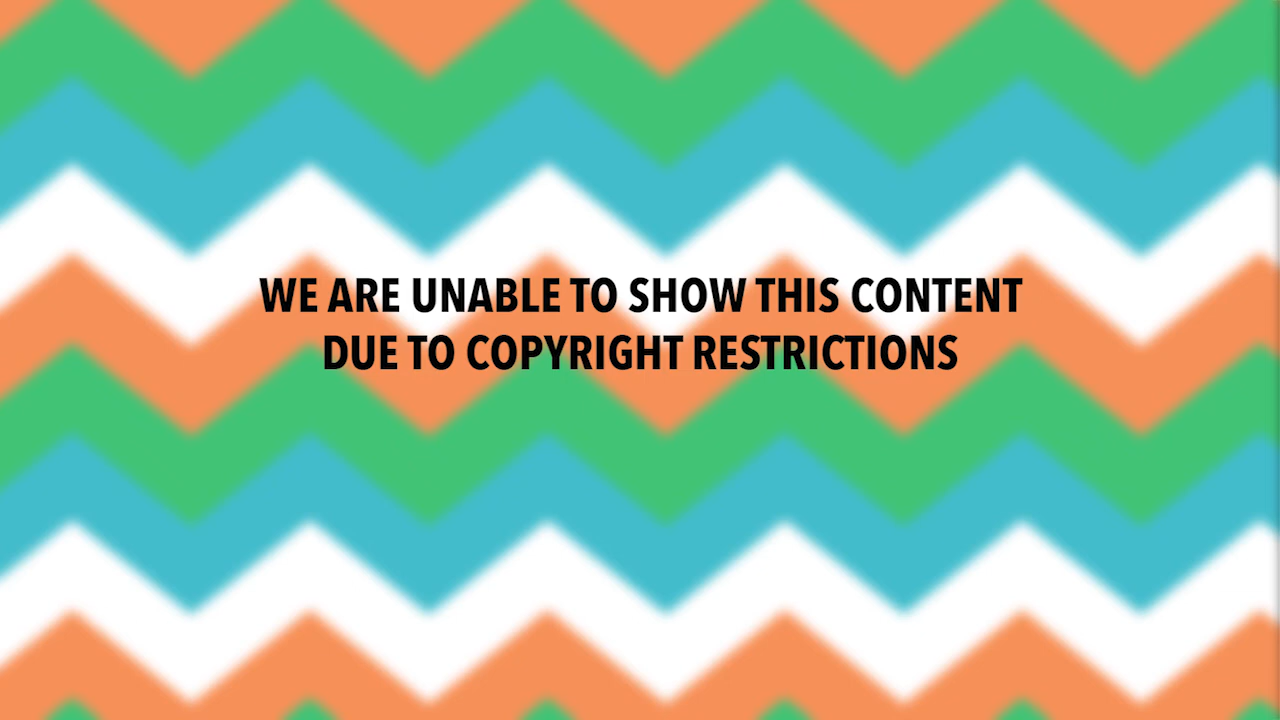 WE ARE UNABLE TO SHOW THIS CONTENT
DUE TO COPYRIGHT RESTRICTIONS